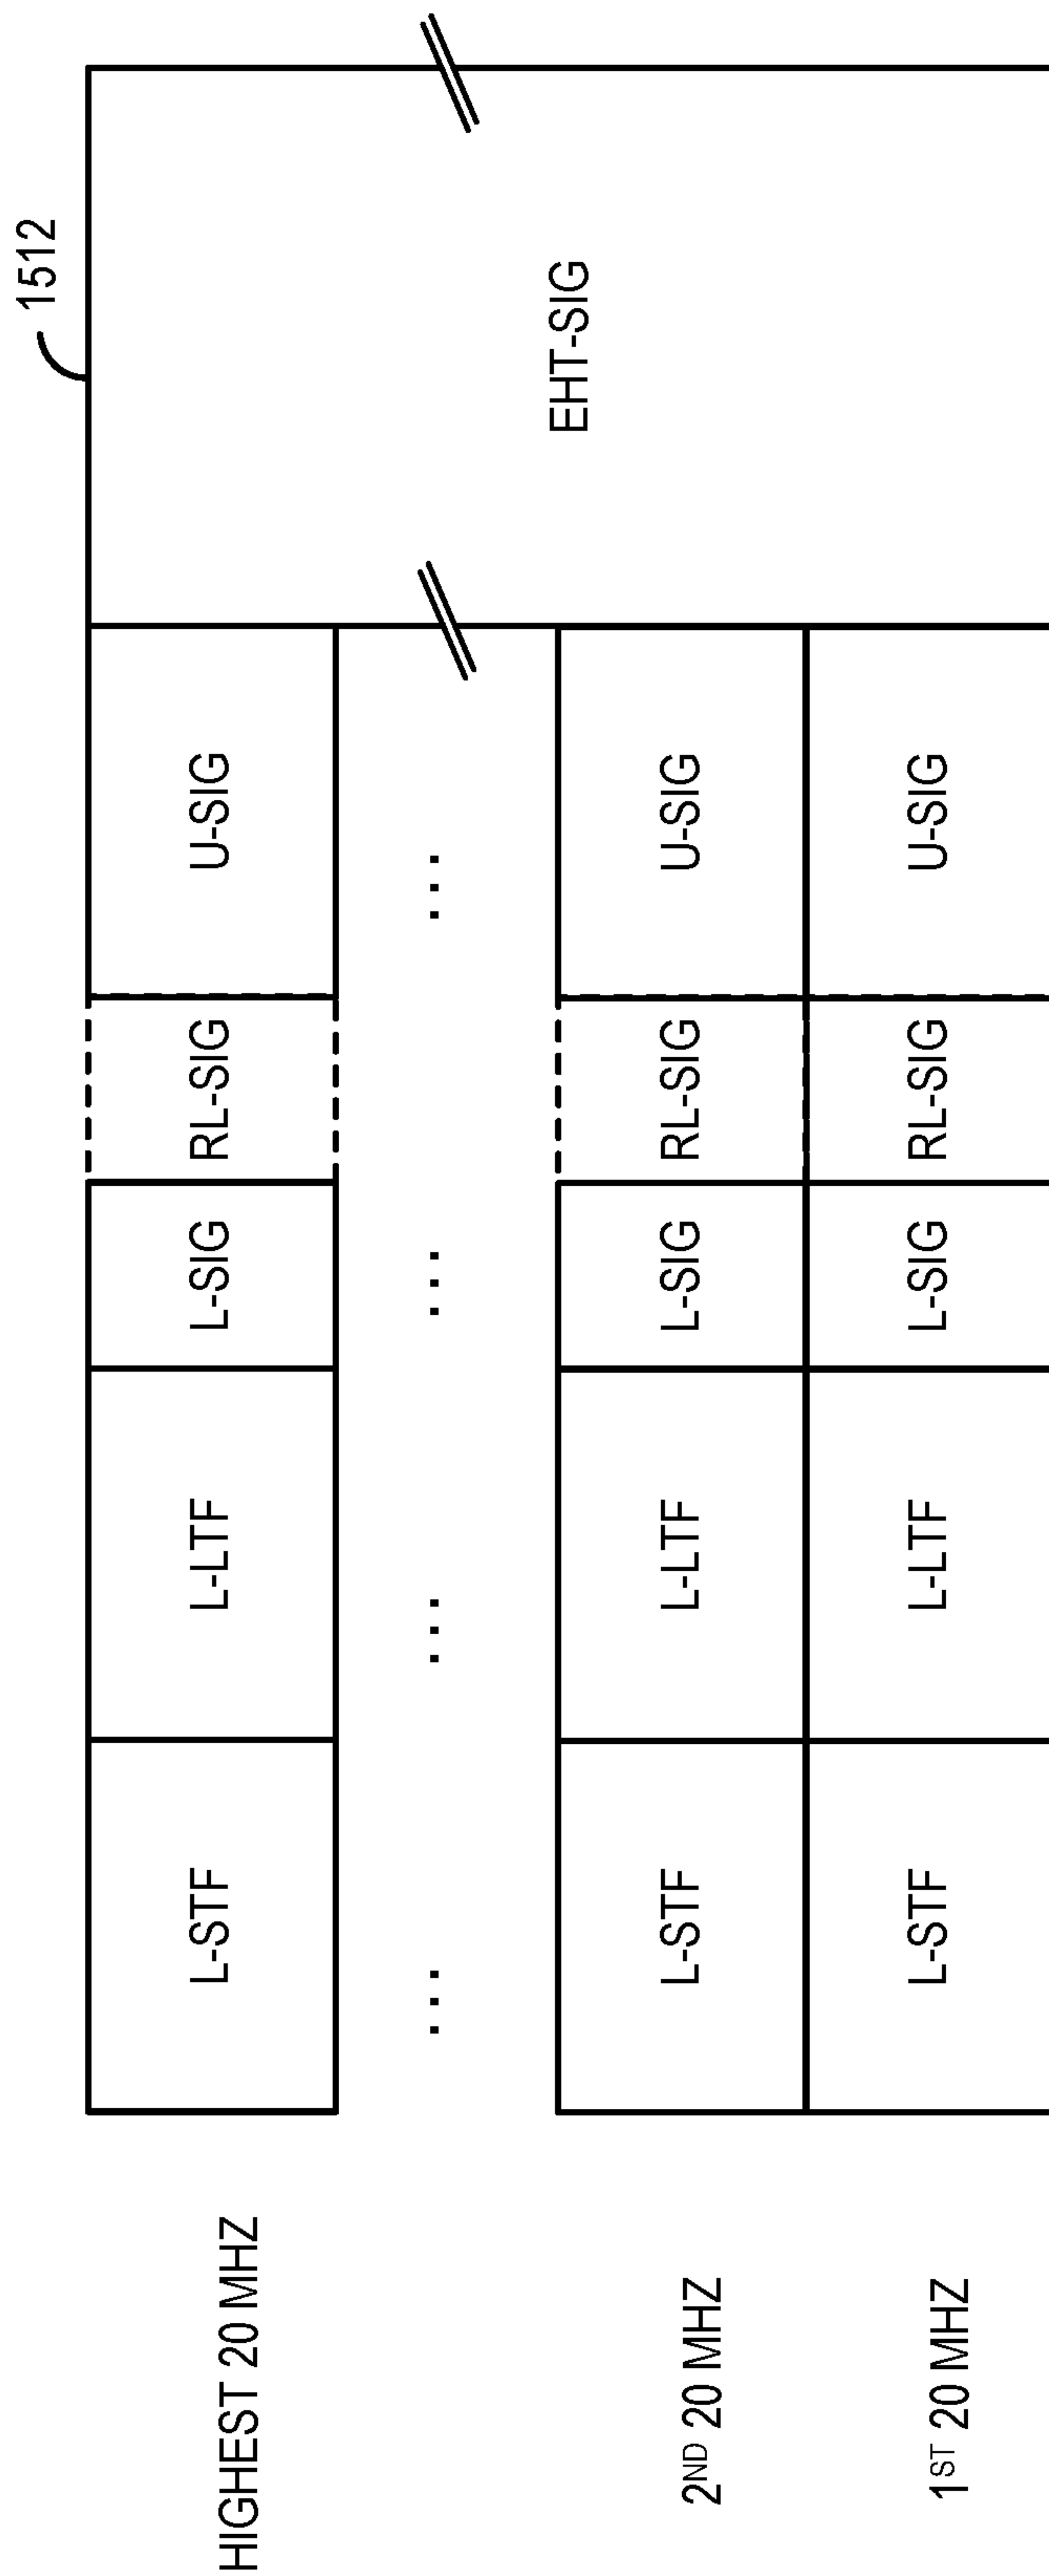 1512
HIGHEST 20 MHZ
L-STF
L-LTF
L-SIG
RL-SIG
U-SIG
EHT-SIG
...
...
...
...
2ND 20 MHZ
L-STF
L-LTF
L-SIG
RL-SIG
U-SIG
1ST 20 MHZ
L-STF
L-LTF
L-SIG
RL-SIG
U-SIG